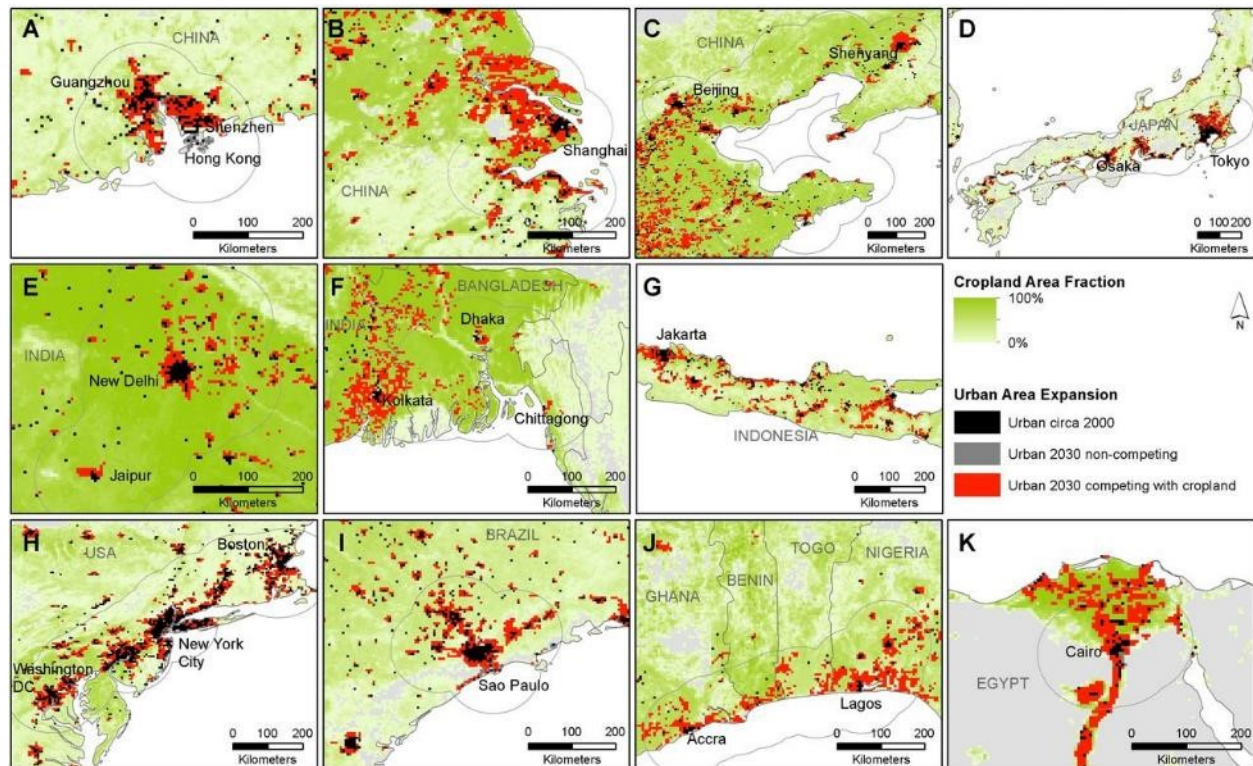 A
CHINA
Guangzhou
Shenzhen
Hong Kong
0 100 200
Kilometers
B
Shanghai
CHINA
0 100 200
Kilometers
C
CHINA
Shenyang
Beijing
0 100 200
Kilometers
D
JAPAN
Osaka
Tokyo
0 100 200
Kilometers
E
INDIA
New Delhi
Jaipur
0 100 200
Kilometers
F
BANGLADESH
INDIA
Dhaka
Kolkata
Chittagong
0 100 200
Kilometers
G
Jakarta
INDONESIA
0 100 200
Kilometers
Cropland Area Fraction
100%
0%
N
Urban Area Expansion
Urban circa 2000
Urban 2030 non-competing
Urban 2030 competing with cropland
H
USA
Boston
New York
City
Washington
DC
0 100 200
Kilometers
I
BRAZIL
Sao Paulo
0 100 200
Kilometers
J
TOGO
NIGERIA
BENIN
GHANA
Lagos
Accra
0 100 200
Kilometers
K
Cairo
EGYPT
0 100 200
Kilometers